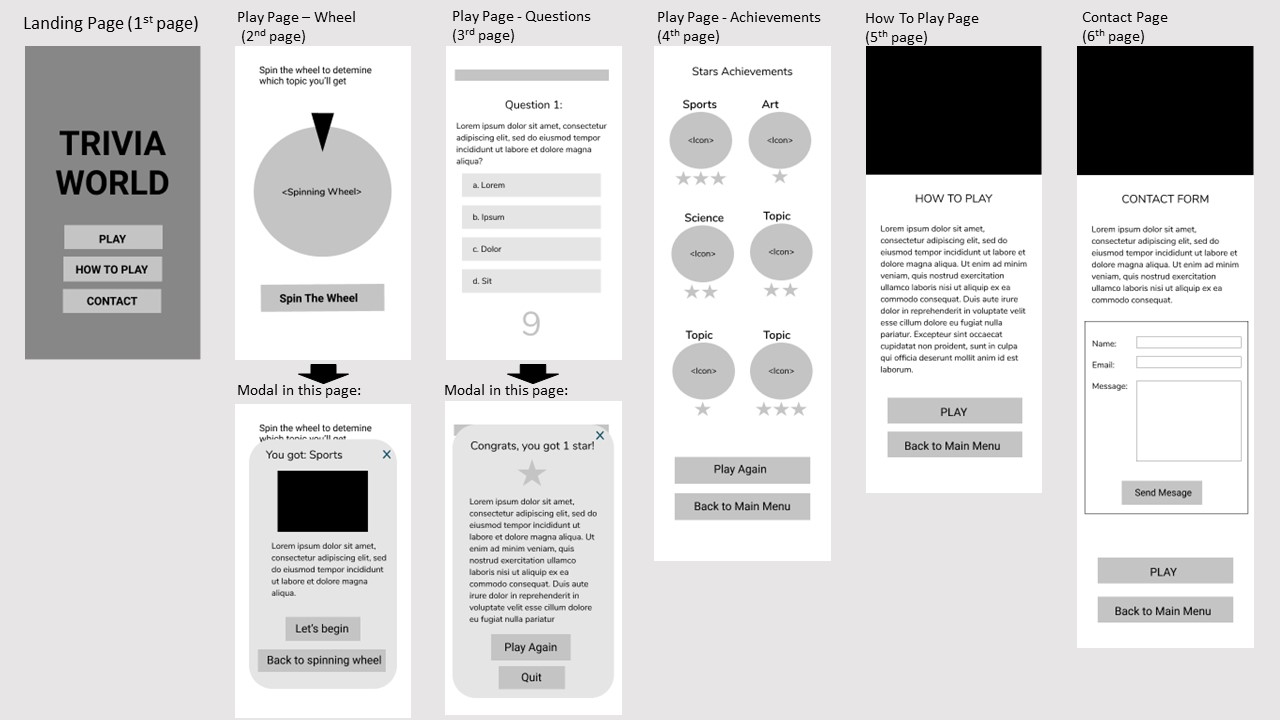 Landing Page (1st page)
TRIVIA
WORLD
PLAY
HOW TO PLAY
CONTACT
Play Page – Wheel
(2nd page)
Spin the wheel to detemine
which topic you'll get
<Spinning Wheel>
Spin The Wheel
Modal in this page:
Spin the wheel to detemine
which topic you'll get
You got: Sports
X
Lorem ipsum dolor sit amet,
consectetur adipiscing elit, sed
do eiusmod tempor incididunt
ut labore et dolore magna
aliqua.
Let's begin
Back to spinning wheel
Play Page - Questions
(3rd page)
Question 1:
Lorem ipsum dolor sit amet, consectetur
adipiscing elit, sed do eiusmod tempor
incididunt ut labore et dolore magna
aliqua?
a. Lorem
b. Ipsum
c. Dolor
d. Sit
9
Modal in this page:
X
Congrats, you got 1 star!
Lorem ipsum dolor sit amet,
consectetur adipiscing elit, sed do
eiusmod tempor incididunt ut
labore et dolore magna aliqua. Ut
enim ad minim veniam, quis
nostrud exercitation ullamco
laboris nisi ut aliquip ex ea
commodo consequat. Duis aute
irure dolor in reprehenderit in
voluptate velit esse cillum dolore
eu fugiat nulla pariatur
Play Again
Quit
Play Page - Achievements
(4th page)
Stars Achievements
Sports
Art
<Icon>
<Icon>
Science
Topic
<Icon>
<Icon>
Topic
Topic
<Icon>
<Icon>
Play Again
Back to Main Menu
How To Play Page
(5th page)
HOW TO PLAY
Lorem ipsum dolor sit amet,
consectetur adipiscing elit, sed do
eiusmod tempor incididunt ut labore et
dolore magna aliqua. Ut enim ad minim
veniam, quis nostrud exercitation
ullamco laboris nisi ut aliquip ex ea
commodo consequat. Duis aute irure
dolor in reprehenderit in voluptate velit
esse cillum dolore eu fugiat nulla
pariatur. Excepteur sint occaecat
cupidatat non proident, sunt in culpa
qui officia deserunt mollit anim id est
laborum.
PLAY
Back to Main Menu
Contact Page
(6th page)
CONTACT FORM
Lorem ipsum dolor sit amet,
consectetur adipiscing elit, sed do
eiusmod tempor incididunt ut labore et
dolore magna aliqua. Ut enim ad minim
veniam, quis nostrud exercitation
ullamco laboris nisi ut aliquip ex ea
commodo consequat.
Name:
Email:
Message:
Send Mesage
PLAY
Back to Main Menu